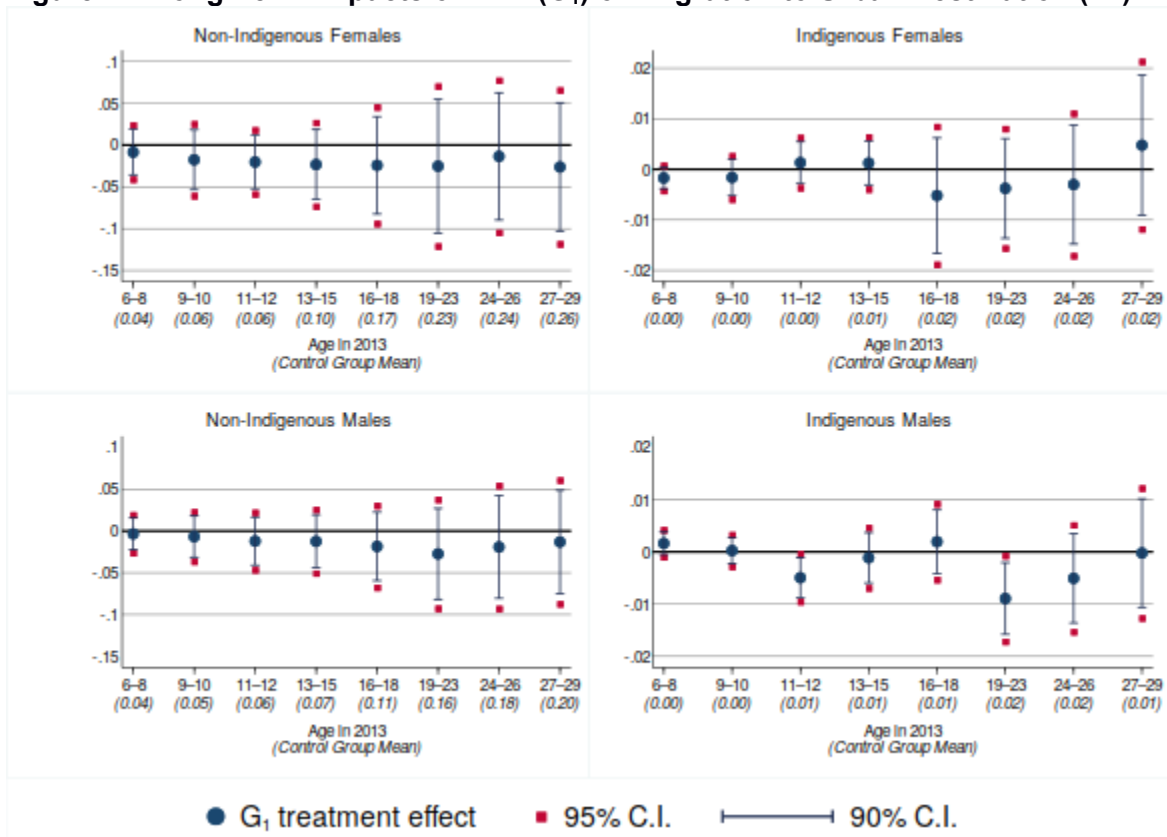 Non-Indigenous Females
.1
.05
0
-.05
-.1
-.15
6–8 9–10 11–12 13–15 16–18 19–23 24–26 27–29
(0.04) (0.06) (0.06) (0.10) (0.17) (0.23) (0.24) (0.26)
Age in 2013
(Control Group Mean)
Indigenous Females
.02
.01
0
-.01
-.02
6–8 9–10 11–12 13–15 16–18 19–23 24–26 27–29
(0.00) (0.00) (0.00) (0.01) (0.02) (0.02) (0.02) (0.02)
Age in 2013
(Control Group Mean)
Non-Indigenous Males
.1
.05
0
-.05
-.1
-.15
6–8 9–10 11–12 13–15 16–18 19–23 24–26 27–29
(0.04) (0.05) (0.06) (0.07) (0.11) (0.16) (0.18) (0.20)
Age in 2013
(Control Group Mean)
Indigenous Males
.02
.01
0
-.01
-.02
6–8 9–10 11–12 13–15 16–18 19–23 24–26 27–29
(0.00) (0.00) (0.01) (0.01) (0.01) (0.02) (0.02) (0.01)
Age in 2013
(Control Group Mean)
G₁ treatment effect 95% C.I. 90% C.I.